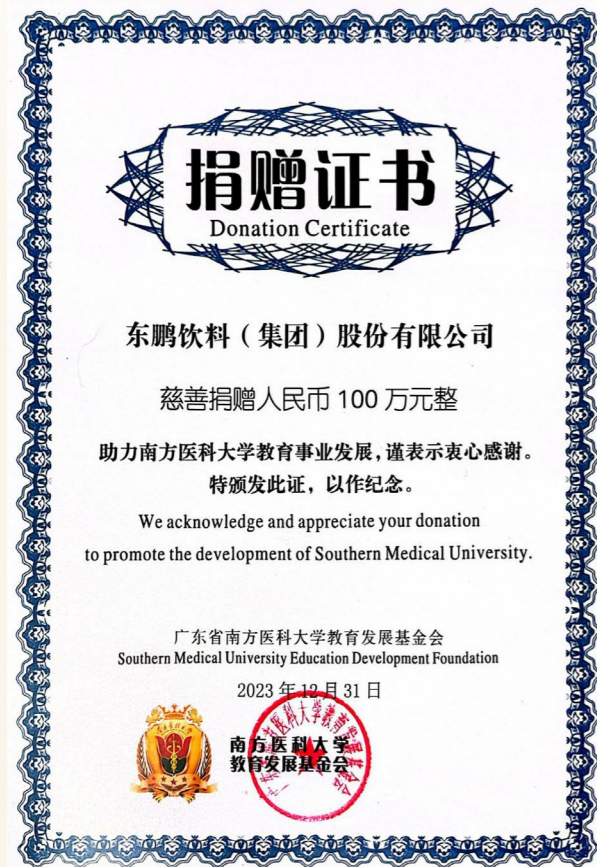 捐赠证书
Donation Certificate
东鹏饮料（集团）股份有限公司
慈善捐赠人民币 100 万元整
助力南方医科大学教育事业发展，谨表示衷心感谢。
特颁发此证，以作纪念。
We acknowledge and appreciate your donation
to promote the development of Southern Medical University.
广东省南方医科大学教育发展基金会
Southern Medical University Education Development Foundation
2023 年 12 月 31 日
南方医科大学
教育发展基金会